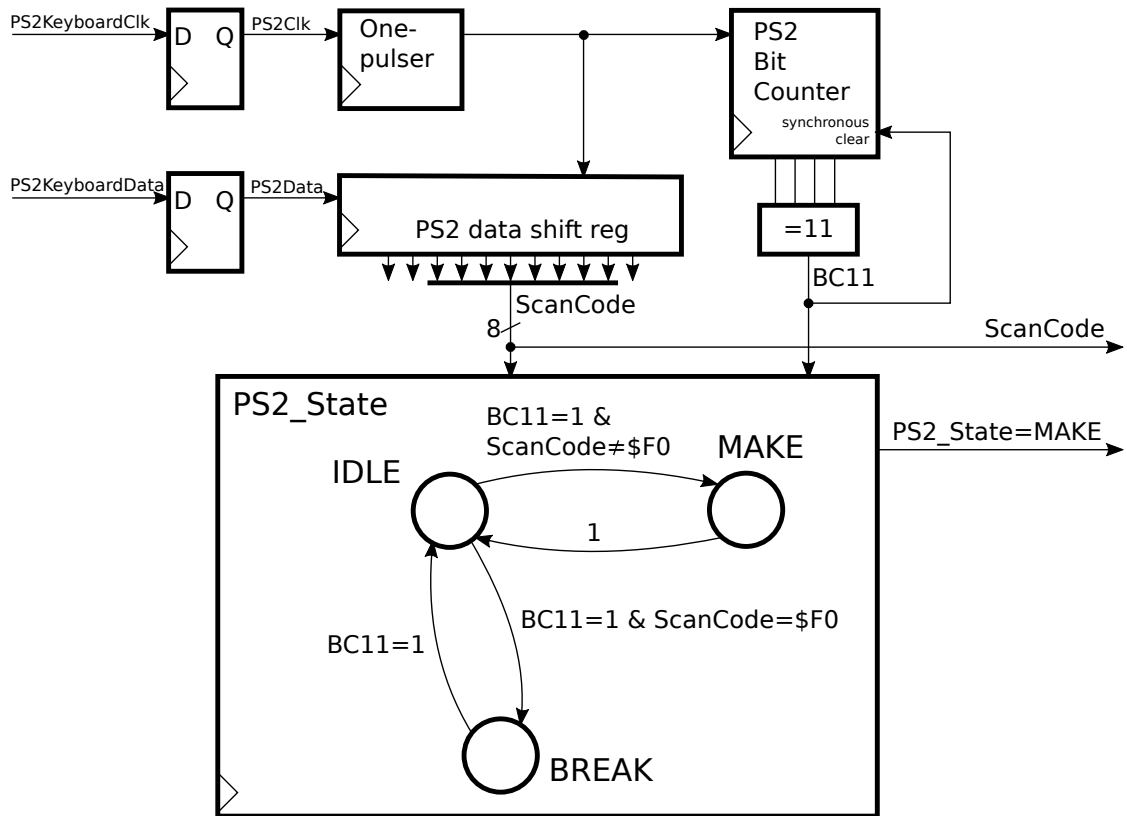 PS2KeyboardClk
D Q
PS2Clk
One-
pulser
PS2
Bit
Counter
synchronous
clear
PS2KeyboardData
D Q
PS2Data
PS2 data shift reg
=11
BC11
ScanCode
8
ScanCode
PS2_State
BC11=1 &
ScanCode≠$F0
MAKE
PS2_State=MAKE
IDLE
1
BC11=1 & ScanCode=$F0
BC11=1
BREAK